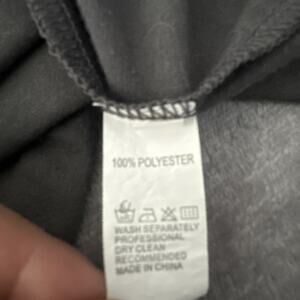 100% POLYESTER
WASH SEPARATELY
PROFESSIONAL
DRY CLEAN
RECOMMENDED
MADE IN CHINA